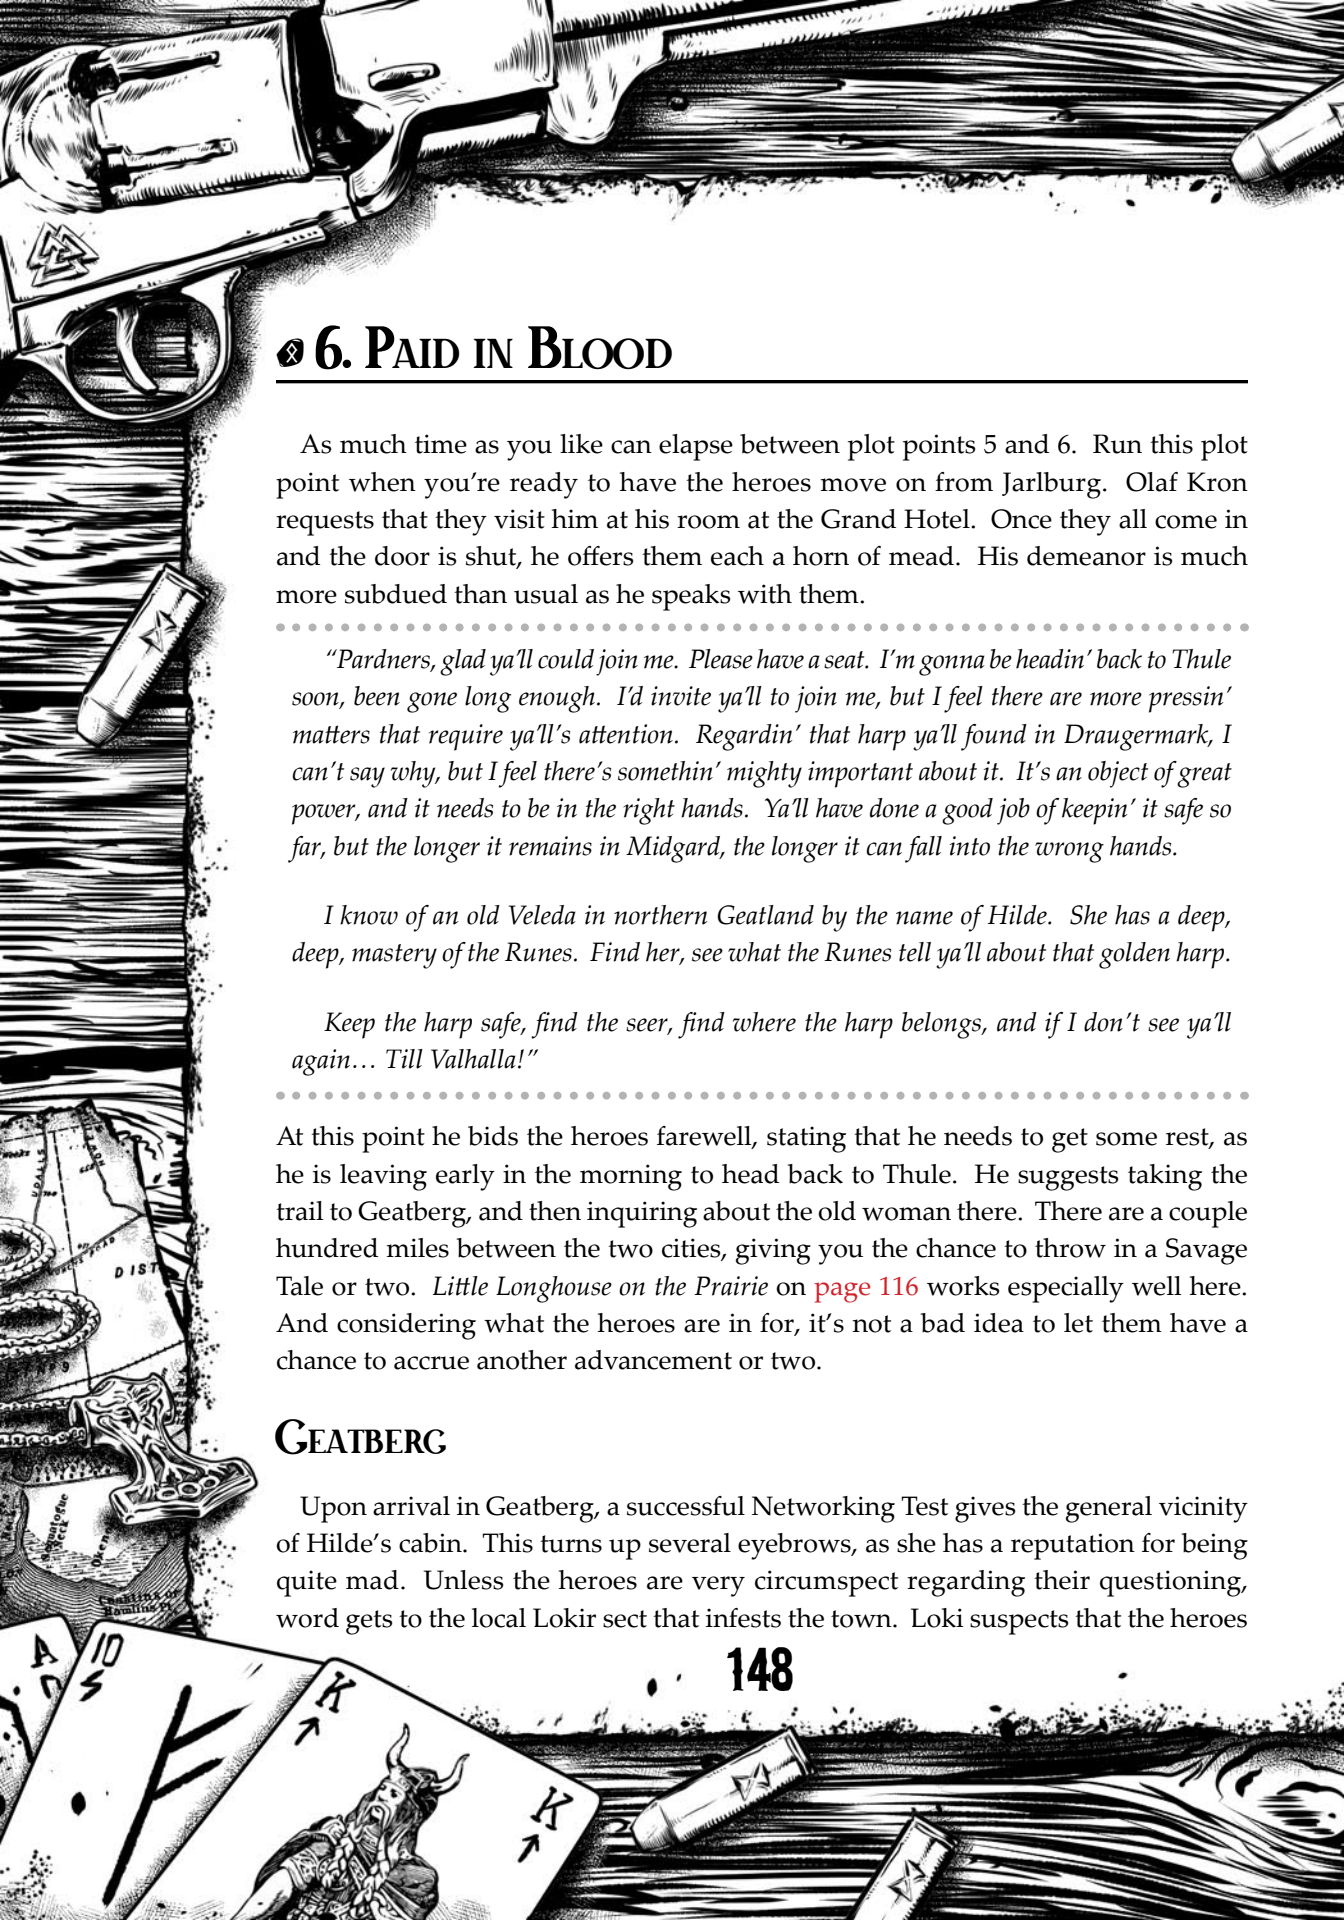 6. Paid in Blood
As much time as you like can elapse between plot points 5 and 6. Run this plot
point when you're ready to have the heroes move on from Jarlburg. Olaf Kron
requests that they visit him at his room at the Grand Hotel. Once they all come in
and the door is shut, he offers them each a horn of mead. His demeanor is much
more subdued than usual as he speaks with them.
“Pardners, glad ya'll could join me. Please have a seat. I'm gonna be headin' back to Thule
soon, been gone long enough. I'd invite ya'll to join me, but I feel there are more pressin'
matters that require ya'll's attention. Regardin' that harp ya'll found in Draugermark, I
can't say why, but I feel there's somethin' mighty important about it. It's an object of great
power, and it needs to be in the right hands. Ya'll have done a good job of keepin' it safe so
far, but the longer it remains in Midgard, the longer it can fall into the wrong hands.
I know of an old Veleda in northern Geatland by the name of Hilde. She has a deep,
deep, mastery of the Runes. Find her, see what the Runes tell ya'll about that golden harp.
Keep the harp safe, find the seer, find where the harp belongs, and if I don't see ya'll
again… Till Valhalla!”
At this point he bids the heroes farewell, stating that he needs to get some rest, as
he is leaving early in the morning to head back to Thule. He suggests taking the
trail to Geatberg, and then inquiring about the old woman there. There are a couple
hundred miles between the two cities, giving you the chance to throw in a Savage
Tale or two. Little Longhouse on the Prairie on page 116 works especially well here.
And considering what the heroes are in for, it's not a bad idea to let them have a
chance to accrue another advancement or two.
Geatberg
Upon arrival in Geatberg, a successful Networking Test gives the general vicinity
of Hilde's cabin. This turns up several eyebrows, as she has a reputation for being
quite mad. Unless the heroes are very circumspect regarding their questioning,
word gets to the local Lokir sect that infests the town. Loki suspects that the heroes
148
DIST
A
10
K
K